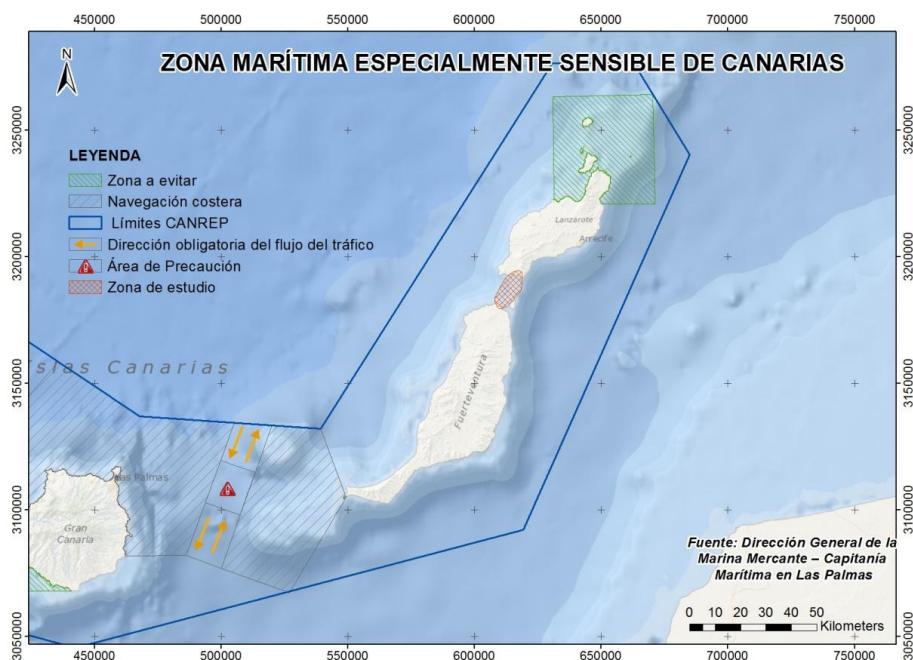 450000 500000 550000 600000 650000 700000 750000
N
ZONA MARÍTIMA ESPECIALMENTE SENSIBLE DE CANARIAS
3250000
3250000
LEYENDA
Zona a evitar
Navegación costera
Límites CANREP
Dirección obligatoria del flujo del tráfico
Área de Precaución
Zona de estudio
Lanzarote
Arrecife
3200000
3200000
Islas Canarias
3150000
3150000
Fuerteventura
Las Palmas
Gran
Canaria
3100000
3100000
Fuente: Dirección General de la
Marina Mercante – Capitanía
Marítima en Las Palmas
0 10 20 30 40 50
Kilometers
3050000
3050000
450000 500000 550000 600000 650000 700000 750000